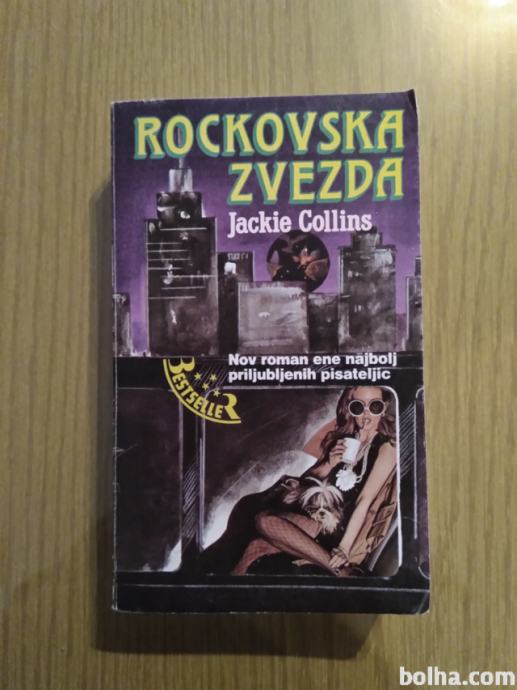 ROCKOVSKA
ZVEZDA
Jackie Collins
Nov roman ene najbolj
priljubljenih pisateljic
BESTSELLER
bolha.com